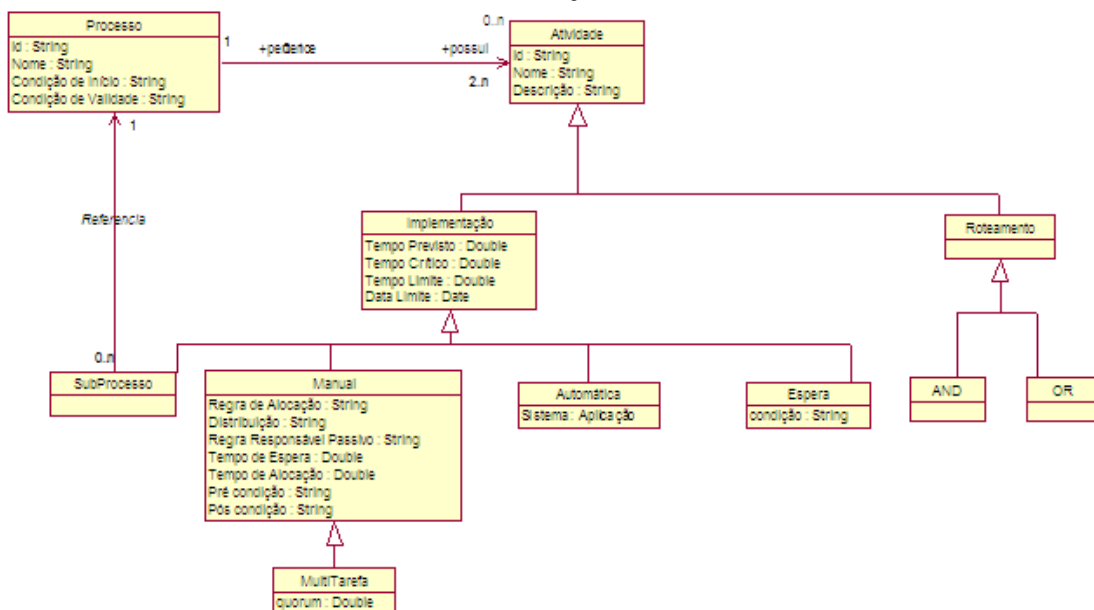 Processo
Id : String
Nome : String
Condição de Início : String
Condição de Validade : String
1
+possui
0..n
2..n
Atividade
Id : String
Nome : String
Descrição : String
1
Referencia
0..n
Implementação
Tempo Previsto : Double
Tempo Crítico : Double
Tempo Limite : Double
Data Limite : Date
Roteamento
SubProcesso
Manual
Regra de Alocação : String
Distribuição : String
Regra Responsável Passivo : String
Tempo de Espera : Double
Tempo de Alocação : Double
Pré condição : String
Pós condição : String
Automática
Sistema : Aplicação
Espera
condição : String
AND
OR
MultiTarefa
quorum : Double